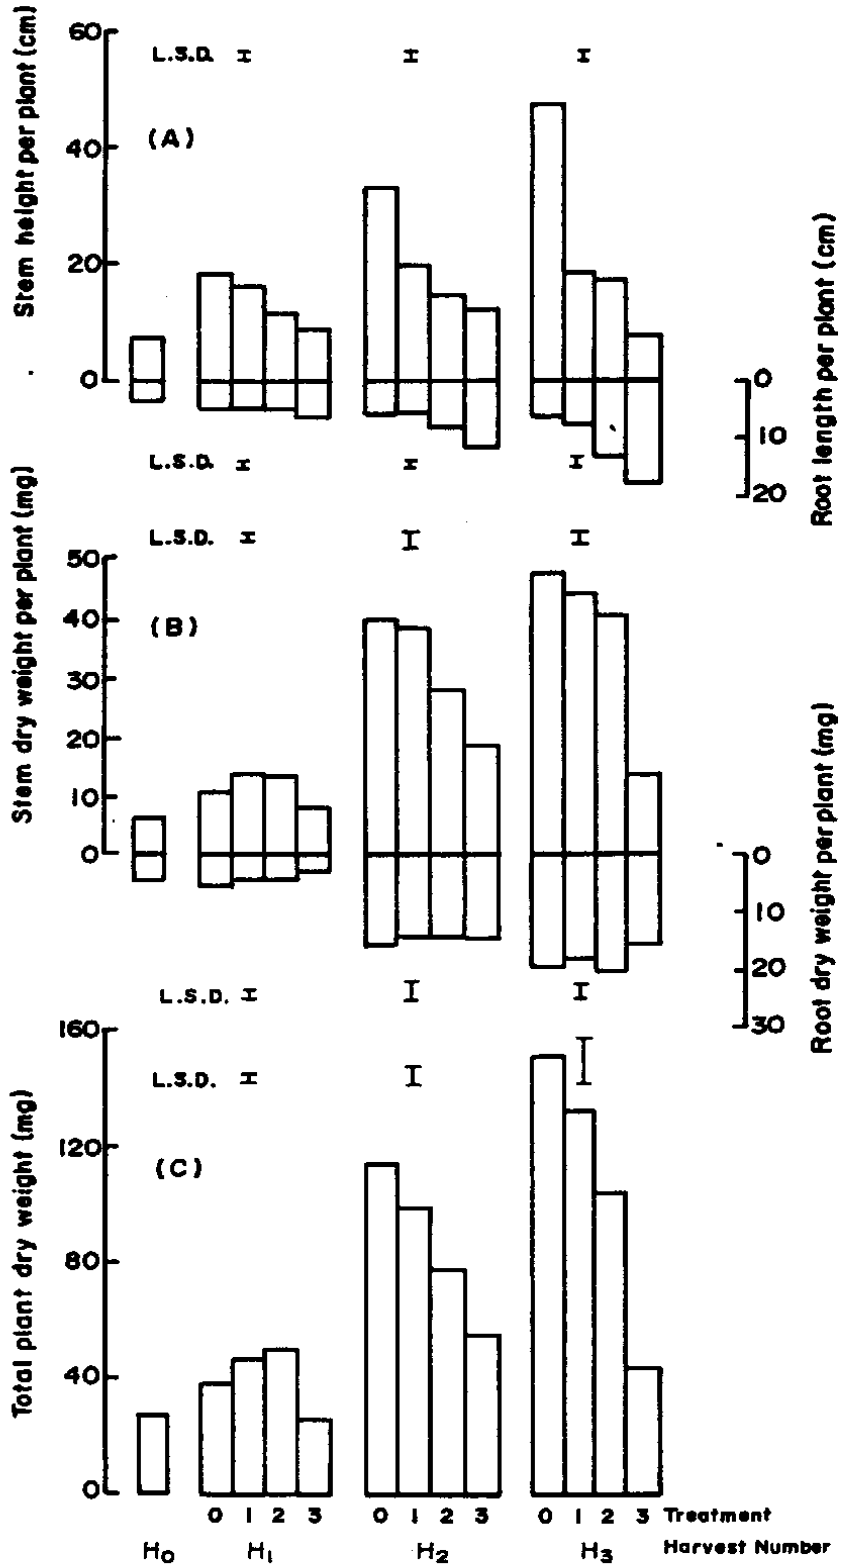 Stem height per plant (cm)
60
40
20
0
L.S.D.
(A)
Root length per plant (cm)
0
10
20
L.S.D.
Stem dry weight per plant (mg)
50
40
30
20
10
0
L.S.D.
(B)
Root dry weight per plant (mg)
0
10
20
30
L.S.D.
Total plant dry weight (mg)
160
120
80
40
0
L.S.D.
(C)
0 1 2 3 0 1 2 3 0 1 2 3 Treatment
H0 H1 H2 H3 Harvest Number